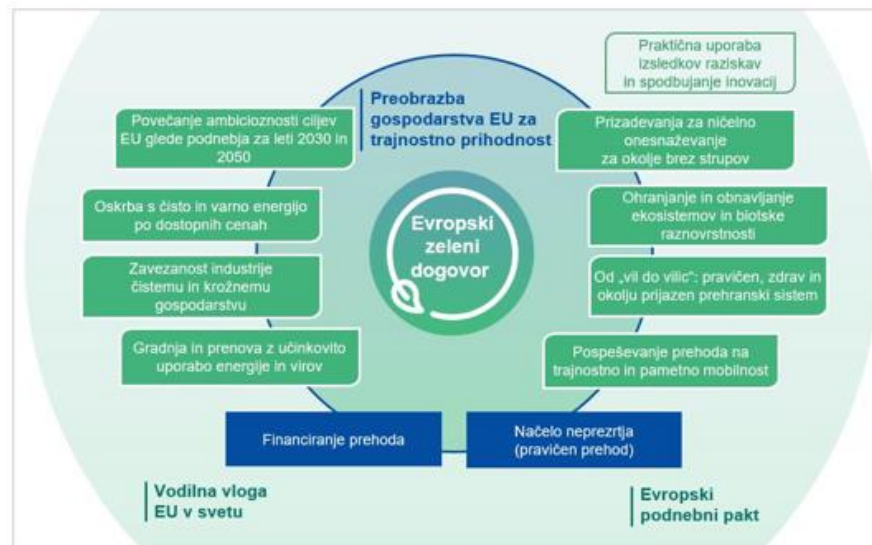 Praktična uporaba
izsledkov raziskav
in spodbujanje inovacij
Preobrazba
gospodarstva EU za
trajnostno prihodnost
Povečanje ambicioznosti ciljev
EU glede podnebja za leti 2030 in
2050
Prizadevanja za ničelno
onesnaževanje
za okolje brez strupov
Oskrba s čisto in varno energijo
po dostopnih cenah
Ohranjanje in obnavljanje
ekosistemov in biotske
raznovrstnosti
Evropski
zeleni
dogovor
Zavezanost industrije
čistemu in krožnemu
gospodarstvu
Od „vil do vilic“: pravičen, zdrav in
okolju prijazen prehranski sistem
Gradnja in prenova z učinkovito
uporabo energije in virov
Pospeševanje prehoda na
trajnostno in pametno mobilnost
Financiranje prehoda
Načelo neprezrtja
(pravičen prehod)
Vodilna vloga
EU v svetu
Evropski
podnebni pakt